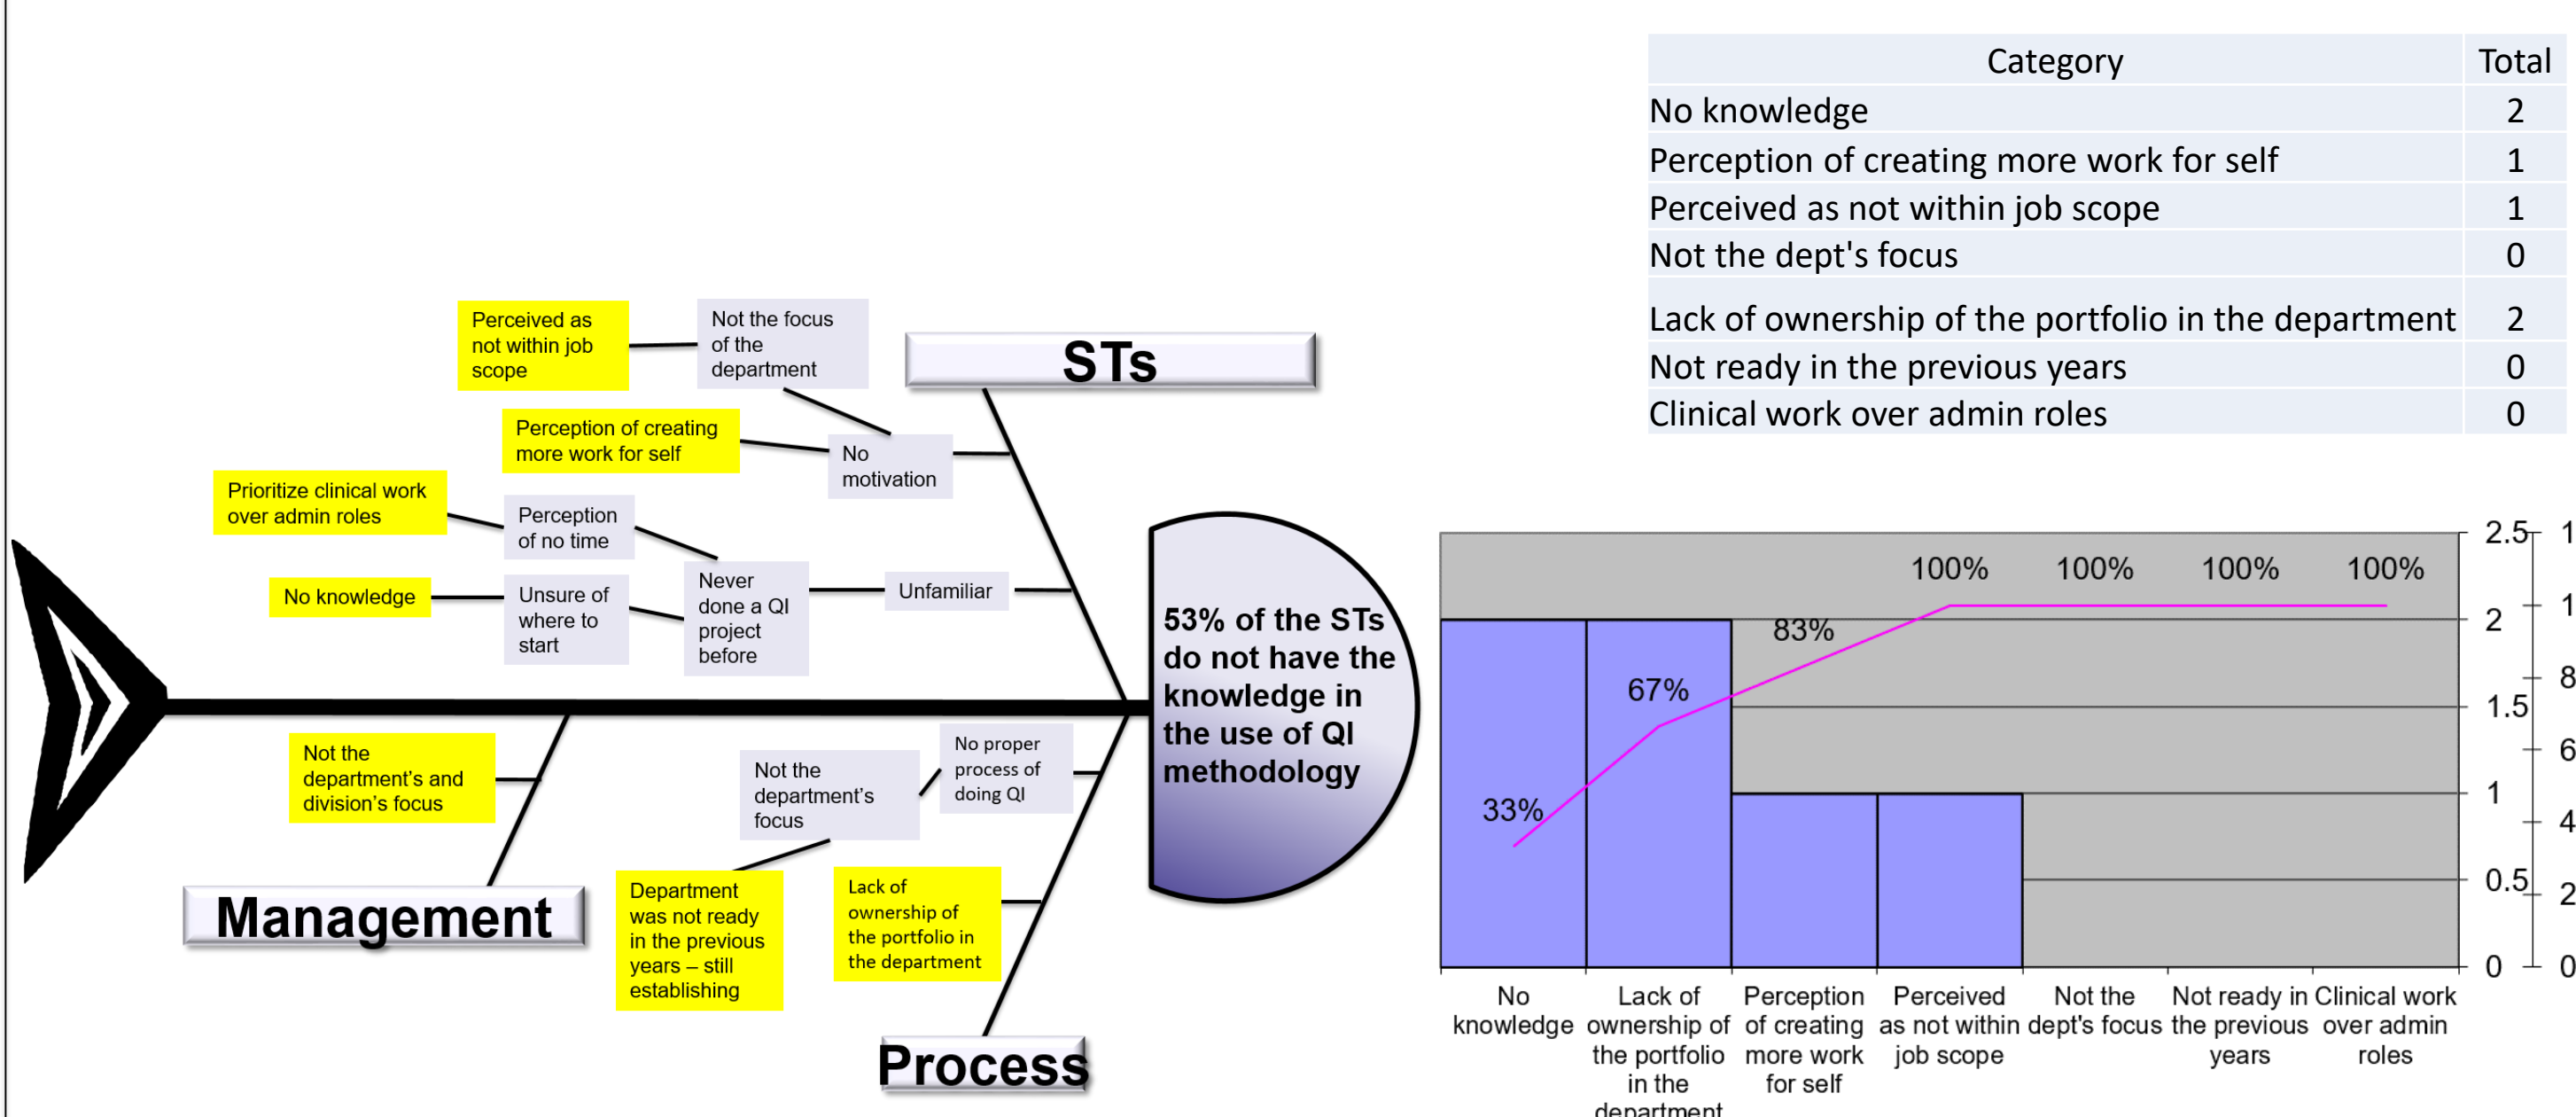 Category Total
No knowledge 2
Perception of creating more work for self 1
Perceived as not within job scope 1
Not the dept's focus 0
Lack of ownership of the portfolio in the department 2
Not ready in the previous years 0
Clinical work over admin roles 0
Perceived as
not within job
scope
Not the focus
of the
department
STs
Perception of creating
more work for self
No
motivation
Prioritize clinical work
over admin roles
Perception
of no time
No knowledge
Unsure of
where to
start
Never
done a QI
project
before
Unfamiliar
53% of the STs
do not have the
knowledge in
the use of QI
methodology
Not the
department's and
division's focus
Management
Not the
department's
focus
No proper
process of
doing QI
Department
was not ready
in the previous
years – still
establishing
Lack of
ownership of
the portfolio in
the department
Process
33%
67%
83%
100%
100%
100%
100%
2.5
2
1.5
1
0.5
0
1
1
8
6
4
2
0
No
knowledge
Lack of
ownership of
the portfolio
in the
department
Perception
of creating
more work
for self
Perceived
as not within
job scope
Not the
dept's focus
Not ready in
the previous
years
Clinical work
over admin
roles